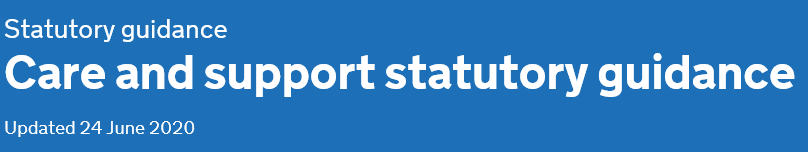 Statutory guidance
Care and support statutory guidance
Updated 24 June 2020